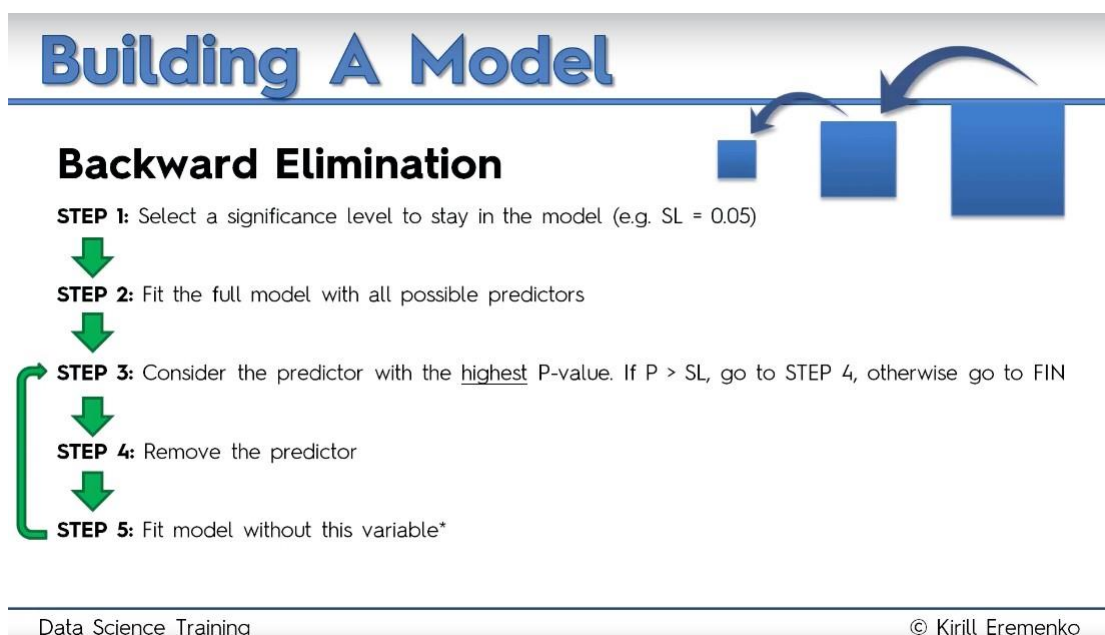 Building A Model
Backward Elimination
STEP 1: Select a significance level to stay in the model (e.g. SL = 0.05)
STEP 2: Fit the full model with all possible predictors
STEP 3: Consider the predictor with the highest P-value. If P > SL, go to STEP 4, otherwise go to FIN
STEP 4: Remove the predictor
STEP 5: Fit model without this variable*
Data Science Training
© Kirill Eremenko